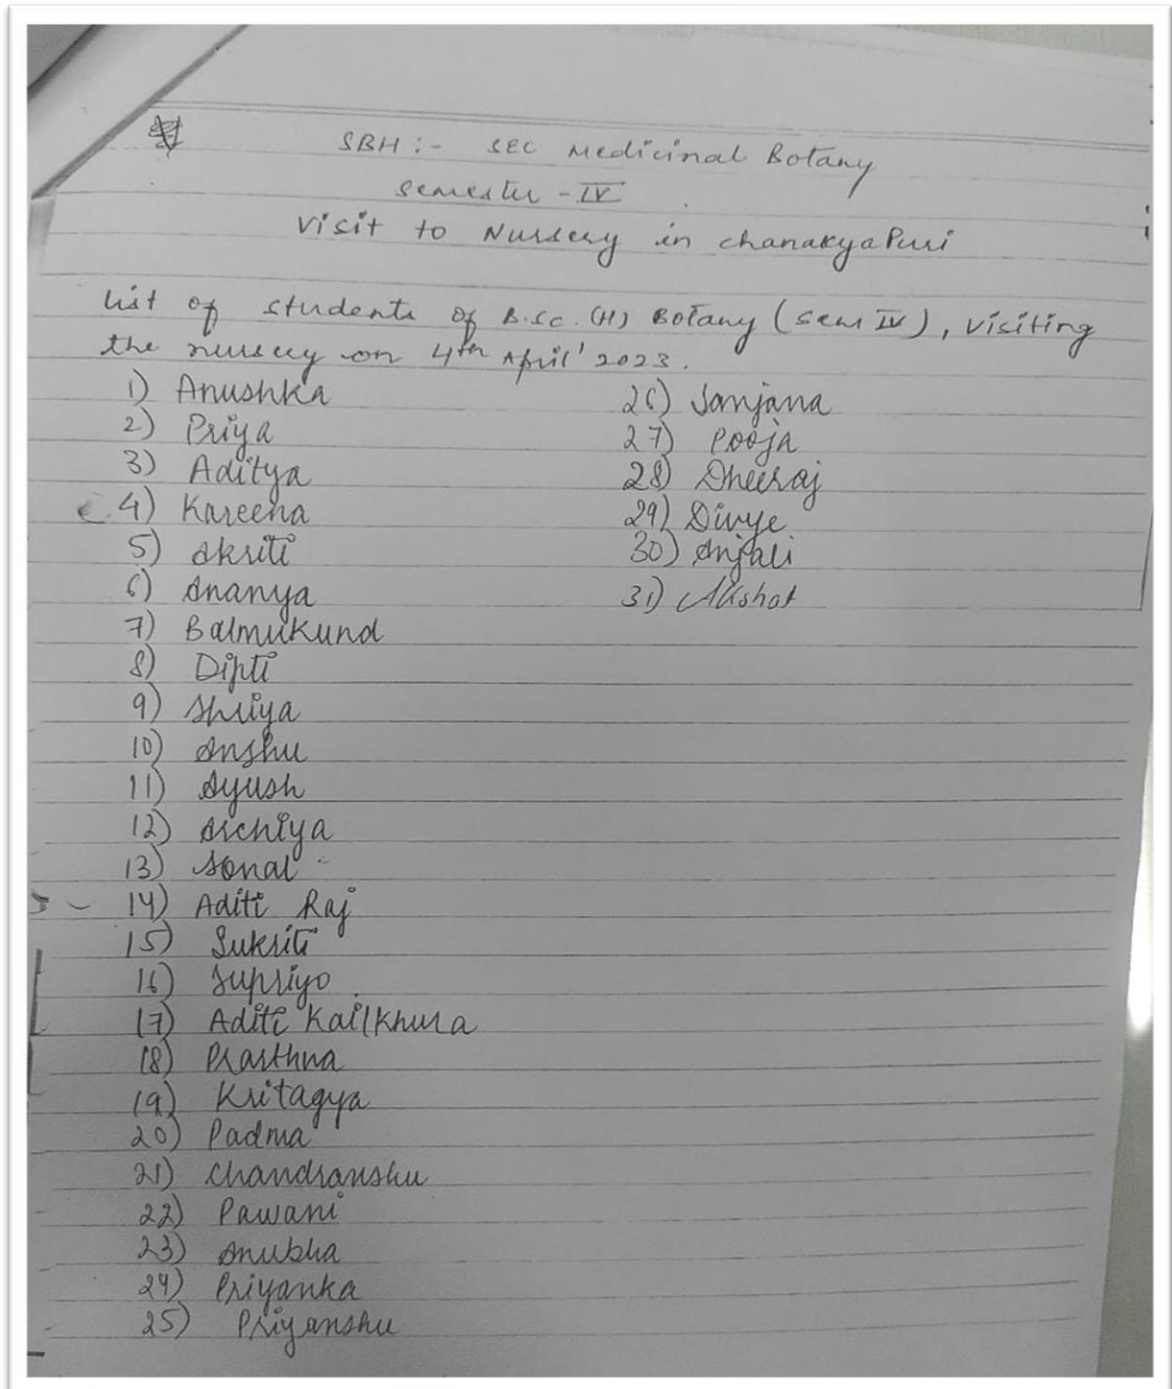 SBH :- SEC Medicinal Botany
Semester - IV
Visit to Nursery in Chanakya Puri
List of students of B.Sc. (H) Botany (Sem IV), visiting
the nursery on 4th April' 2023.
1) Anushka
2) Priya
3) Aditya
4) Kareena
5) Akriti
6) Ananya
7) Balmukund
8) Dipti
9) Shriya
10) Anshu
11) Ayush
12) Archiya
13) Sonal
14) Aditi Raj
15) Sukriti
16) Supriyo
17) Aditi Kailkhura
18) Prarthna
19) Kritagya
20) Padma
21) Chandranshu
22) Pawani
23) Anubha
24) Priyanka
25) Priyanshu
26) Sanjana
27) Pooja
28) Dheeraj
29) Divye
30) Anjali
31) Akshat